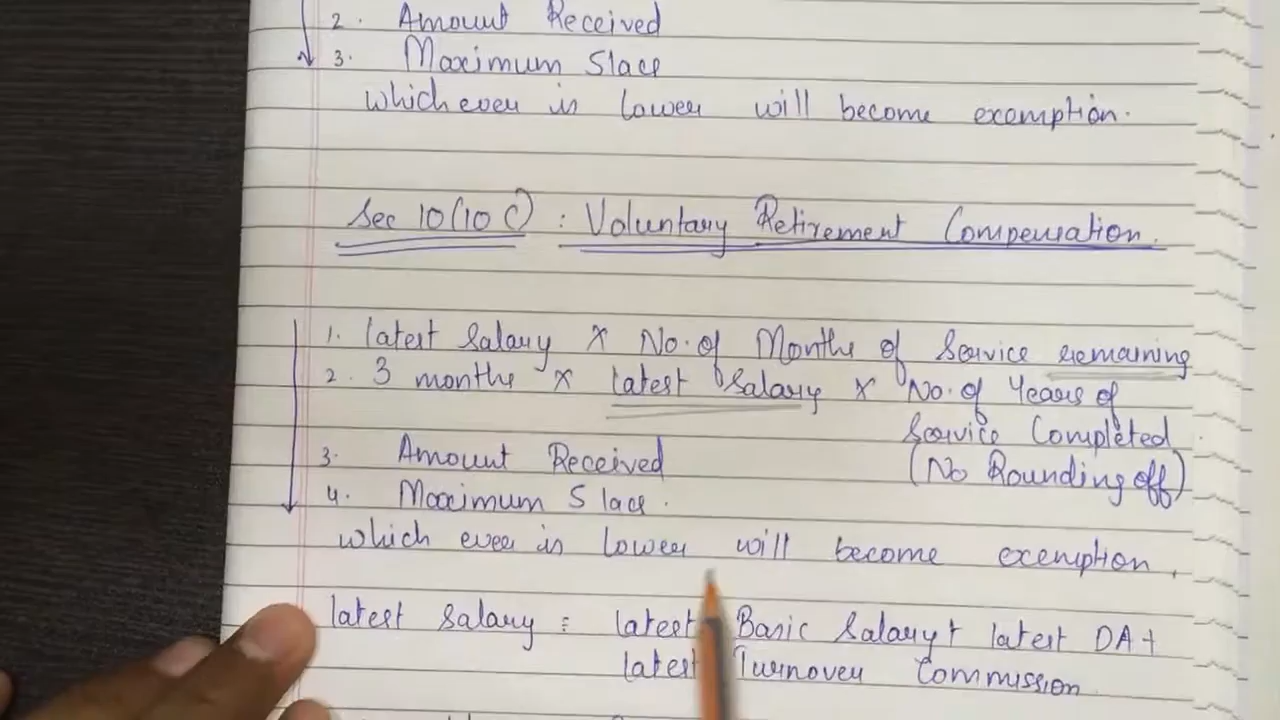 2. Amount Received
3. Maximum 5 lacs
which ever is lower will become exemption.
Sec 10(10 C) : Voluntary Retirement Compensation.
1. latest Salary x No. of Months of Service remaining
2. 3 months x latest Salary x No. of Years of
Service Completed
(No Rounding off)
3. Amount Received
4. Maximum 5 lacs.
which ever is lower will become exemption.
latest Salary : latest Basic Salary + latest DA +
latest Turnover Commission